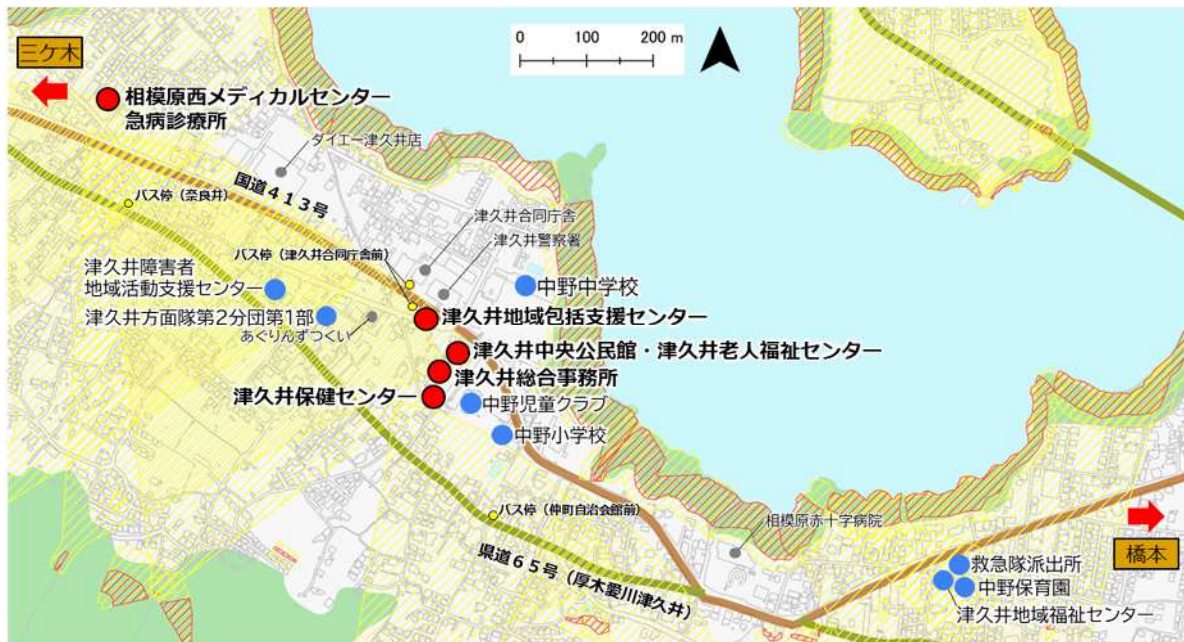 三ケ木
0 100 200 m
相模原西メディカルセンター
急病診療所
ダイエー津久井店
国道413号
バス停（奈良井）
津久井合同庁舎
津久井警察署
バス停（津久井合同庁舎前）
津久井障害者
地域活動支援センター
中野中学校
津久井方面隊第2分団第1部
あぐりんずつくい
津久井地域包括支援センター
津久井中央公民館・津久井老人福祉センター
津久井総合事務所
津久井保健センター
中野児童クラブ
中野小学校
バス停（仲町自治会館前）
県道65号（厚木愛川津久井）
相模原赤十字病院
橋本
救急隊派出所
中野保育園
津久井地域福祉センター